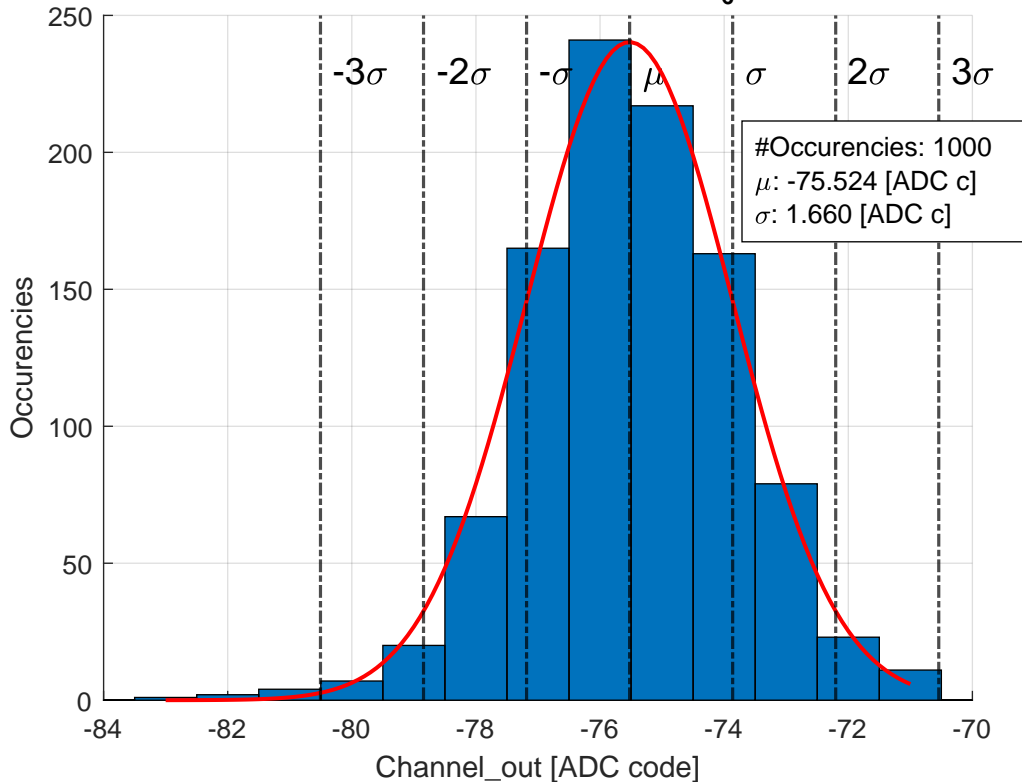 250
200
150
100
50
0
Occurencies
-3σ -2σ -σ μ σ 2σ 3σ
#Occurencies: 1000
μ: -75.524 [ADC c]
σ: 1.660 [ADC c]
-84 -82 -80 -78 -76 -74 -72 -70
Channel_out [ADC code]